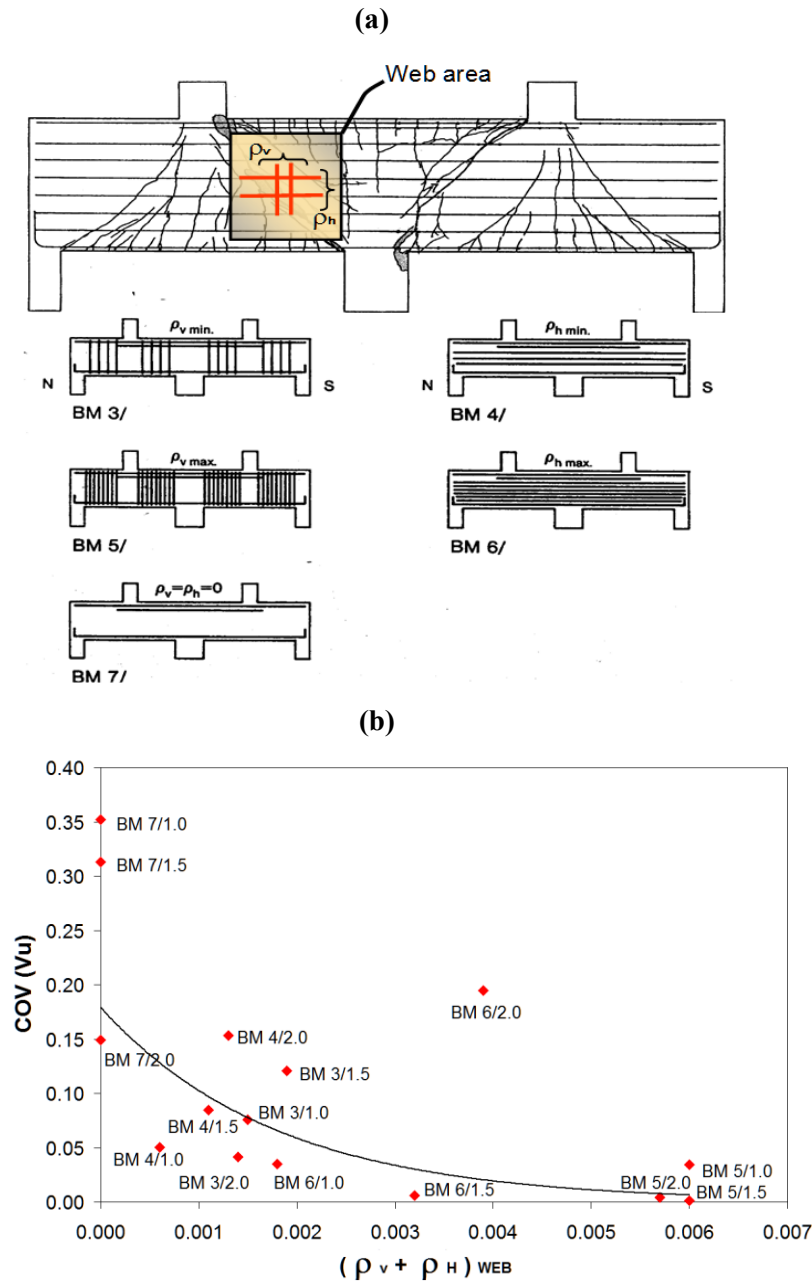 (a)
Web area
ρv
ρh
ρv min.
ρh min.
N S
N S
BM 3/
BM 4/
ρv max.
ρh max.
BM 5/
BM 6/
ρv=ρh=0
BM 7/
(b)
0.40
0.35
BM 7/1.0
BM 7/1.5
0.30
0.25
0.20
BM 6/2.0
0.15
BM 4/2.0
BM 7/2.0
BM 3/1.5
0.10
BM 4/1.5
BM 3/1.0
0.05
BM 4/1.0
BM 3/2.0
BM 6/1.0
BM 6/1.5
BM 5/2.0
BM 5/1.0
BM 5/1.5
0.00
COV (Vu)
0.000 0.001 0.002 0.003 0.004 0.005 0.006 0.007
( ρ v + ρ H ) WEB